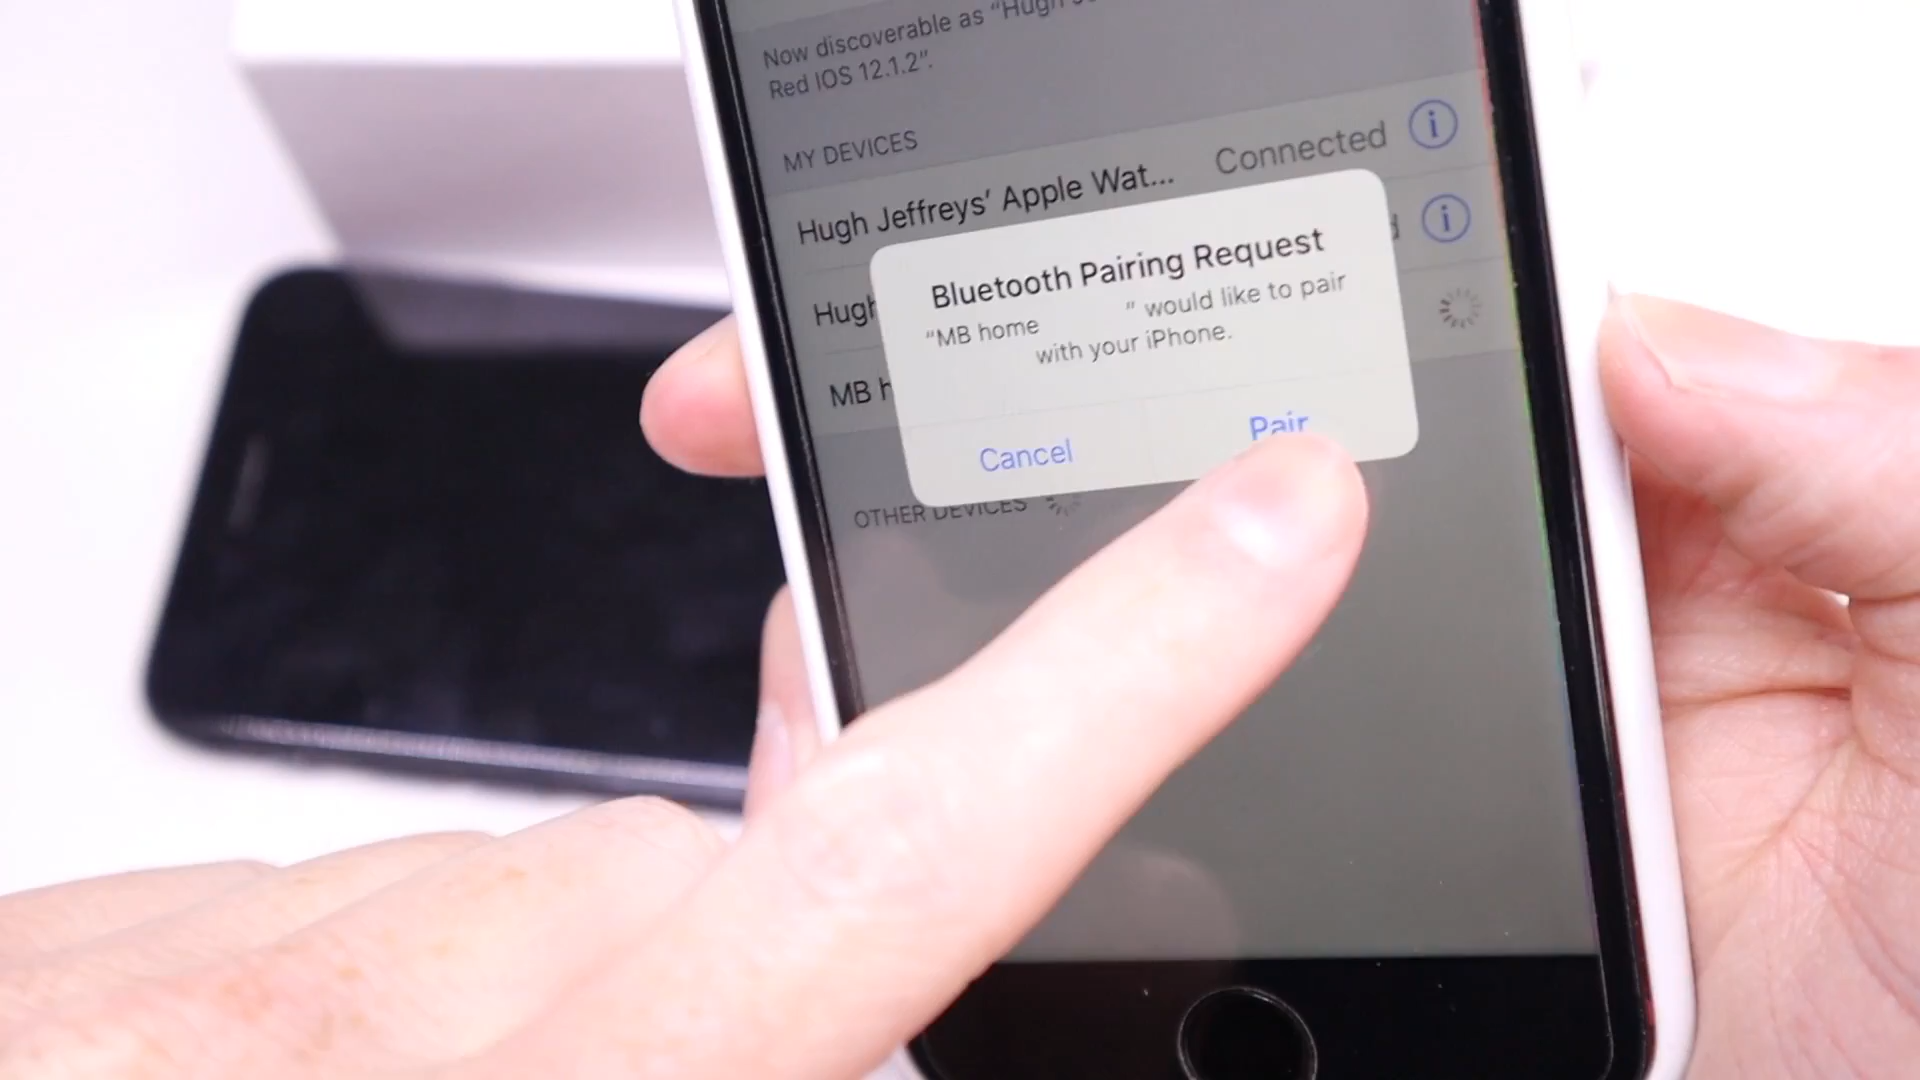 Now discoverable as “Hugh
Red IOS 12.1.2”.
MY DEVICES
Hugh Jeffreys’ Apple Wat... Connected
Hugh
MB
Bluetooth Pairing Request
“MB home ” would like to pair
with your iPhone.
Cancel Pair
OTHER DEVICES